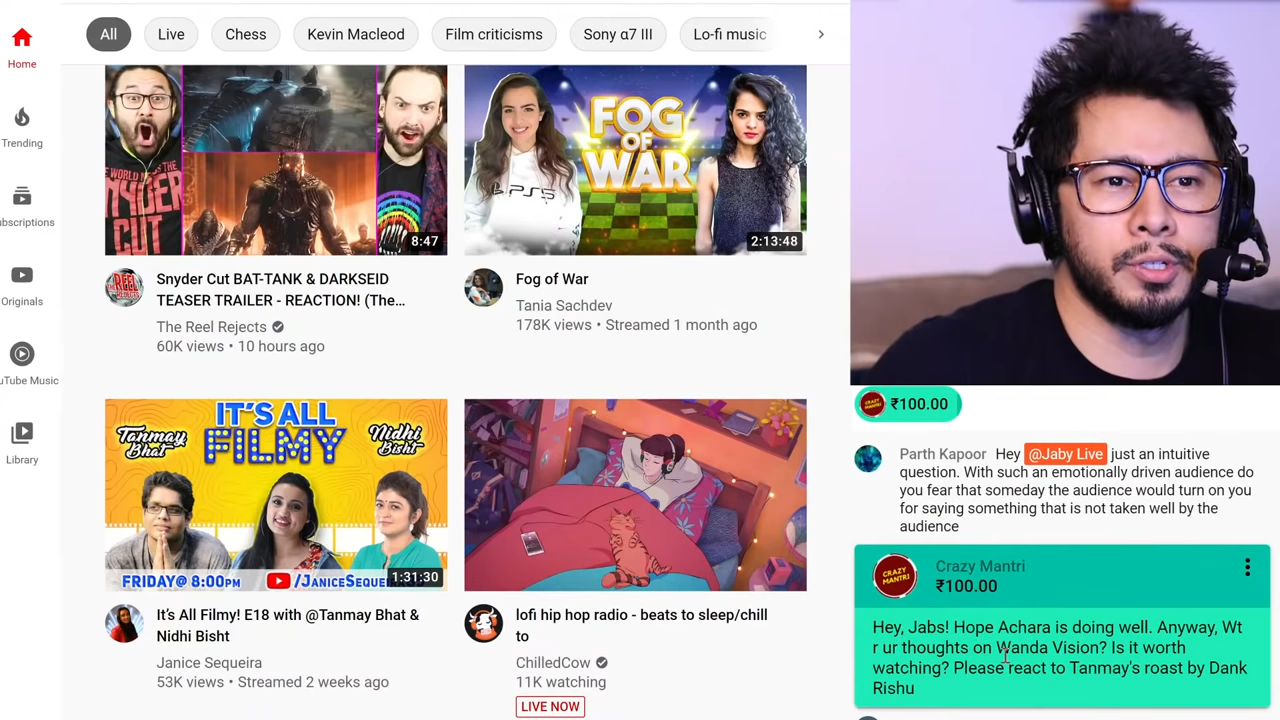 All Live Chess Kevin Macleod Film criticisms Sony α7 III Lo-fi music
Home
Trending
ubscriptions
Originals
uTube Music
Library
SNYDER
CUT
8:47
FOG
OF
WAR
PS5
2:13:48
Snyder Cut BAT-TANK & DARKSEID
TEASER TRAILER - REACTION! (The...
The Reel Rejects
60K views • 10 hours ago
Fog of War
Tania Sachdev
178K views • Streamed 1 month ago
IT'S ALL
FILMY
Tanmay
Bhat
Nidhi
Bisht
FRIDAY@ 8:00PM
/JANICESEQUE
1:31:30
It's All Filmy! E18 with @Tanmay Bhat &
Nidhi Bisht
Janice Sequeira
53K views • Streamed 2 weeks ago
lofi hip hop radio - beats to sleep/chill
to
ChilledCow
11K watching
LIVE NOW
CRAZY
MANTRI
₹100.00
Parth Kapoor Hey @Jaby Live just an intuitive
question. With such an emotionally driven audience do
you fear that someday the audience would turn on you
for saying something that is not taken well by the
audience
CRAZY
MANTRI
Crazy Mantri
₹100.00
Hey, Jabs! Hope Achara is doing well. Anyway, Wt
r ur thoughts on Wanda Vision? Is it worth
watching? Please react to Tanmay's roast by Dank
Rishu